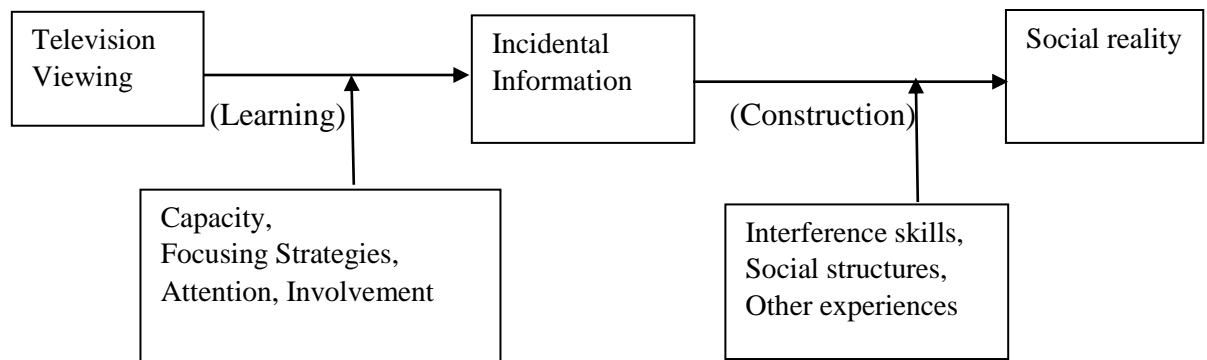 Television
Viewing
(Learning)
Incidental
Information
(Construction)
Social reality
Capacity,
Focusing Strategies,
Attention, Involvement
Interference skills,
Social structures,
Other experiences